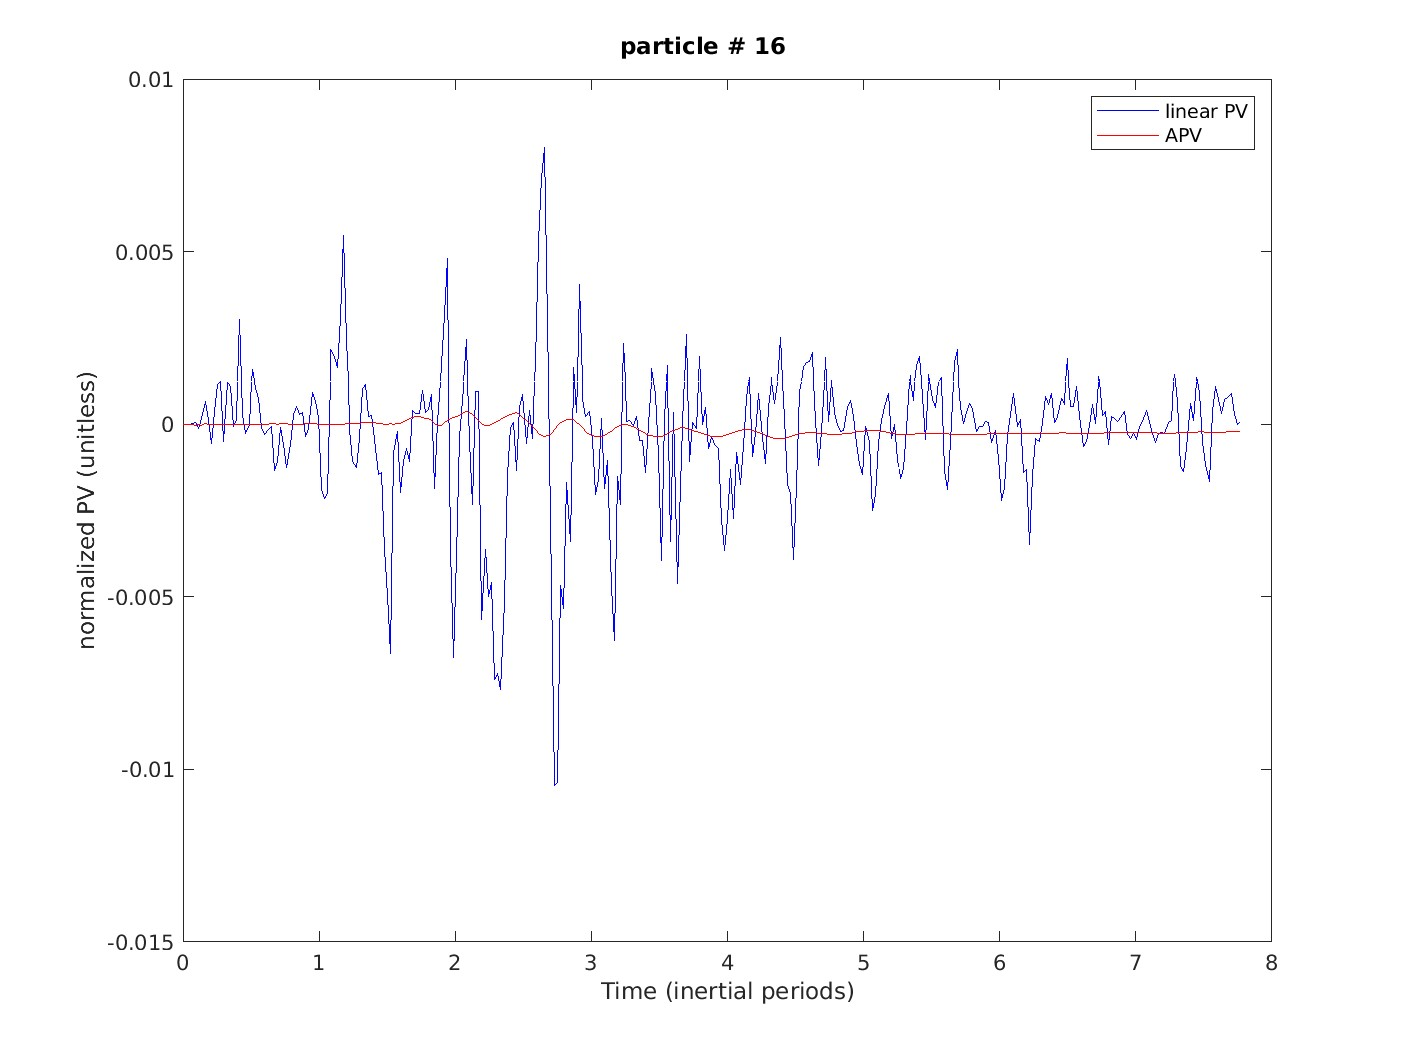 particle # 16
linear PV
APV
normalized PV (unitless)
0.01
0.005
0
-0.005
-0.01
-0.015
0 1 2 3 4 5 6 7 8
Time (inertial periods)